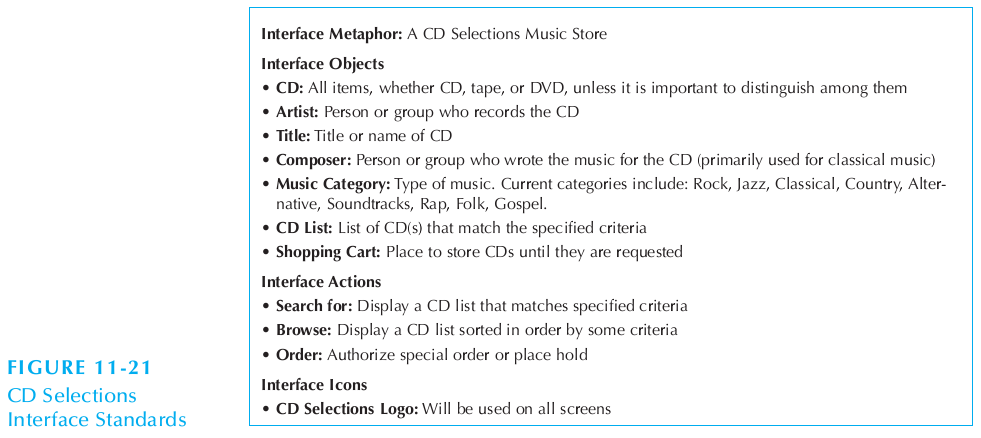 Interface Metaphor: A CD Selections Music Store
Interface Objects
• CD: All items, whether CD, tape, or DVD, unless it is important to distinguish among them
• Artist: Person or group who records the CD
• Title: Title or name of CD
• Composer: Person or group who wrote the music for the CD (primarily used for classical music)
• Music Category: Type of music. Current categories include: Rock, Jazz, Classical, Country, Alter-
native, Soundtracks, Rap, Folk, Gospel.
• CD List: List of CD(s) that match the specified criteria
• Shopping Cart: Place to store CDs until they are requested
Interface Actions
• Search for: Display a CD list that matches specified criteria
• Browse: Display a CD list sorted in order by some criteria
• Order: Authorize special order or place hold
Interface Icons
• CD Selections Logo: Will be used on all screens
FIGURE 11-21
CD Selections
Interface Standards